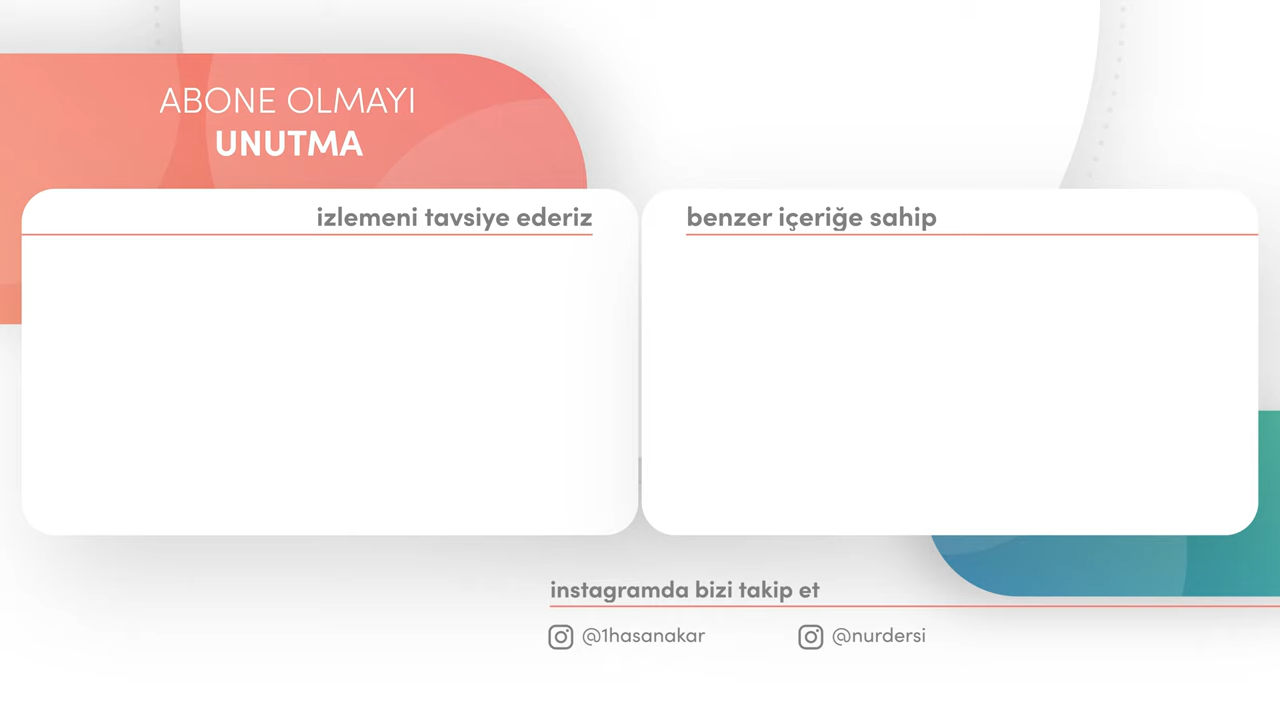 ABONE OLMAYI
UNUTMA
izlemeni tavsiye ederiz
benzer içeriğe sahip
instagramda bizi takip et
@1hasanakar
@nurdersi